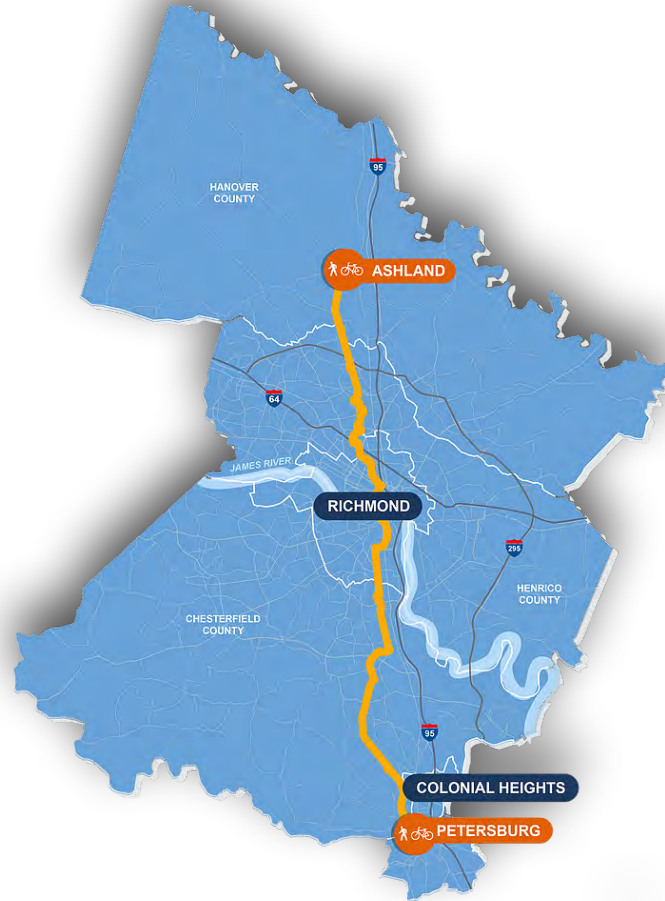 95
HANOVER
COUNTY
ASHLAND
64
JAMES RIVER
RICHMOND
295
HENRICO
COUNTY
CHESTERFIELD
COUNTY
95
COLONIAL HEIGHTS
PETERSBURG